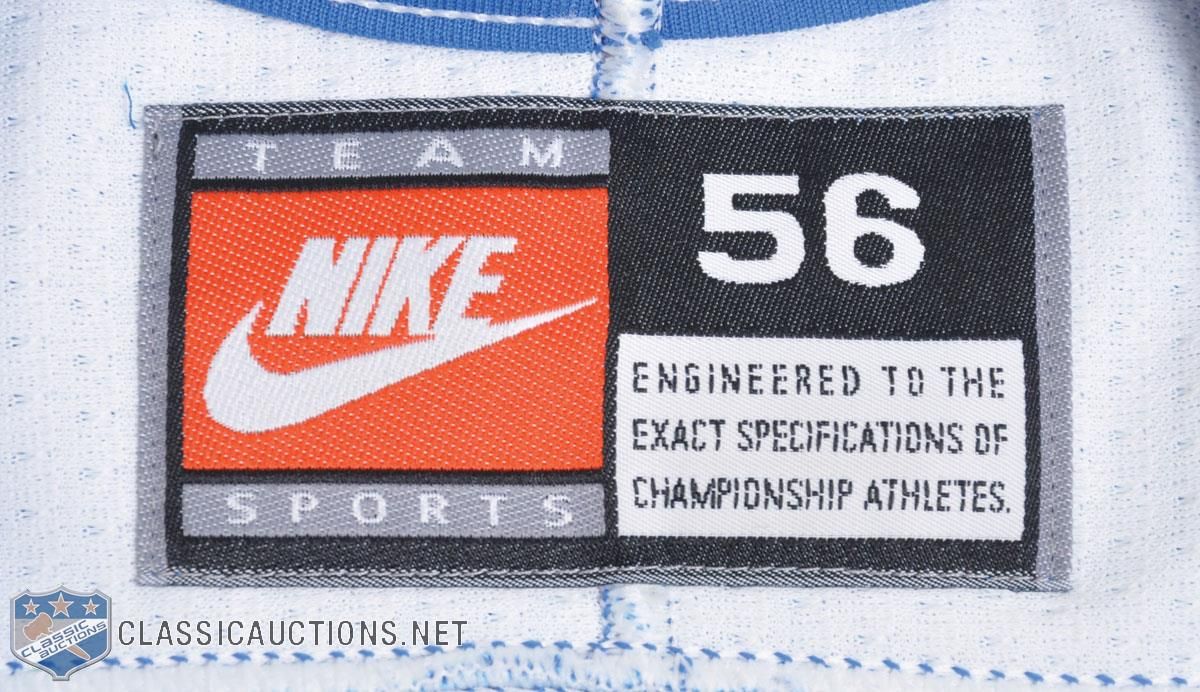 TEAM
NIKE
SPORTS
56
ENGINEERED TO THE
EXACT SPECIFICATIONS OF
CHAMPIONSHIP ATHLETES.
CLASSIC
AUCTIONS
CLASSICAUCTIONS.NET